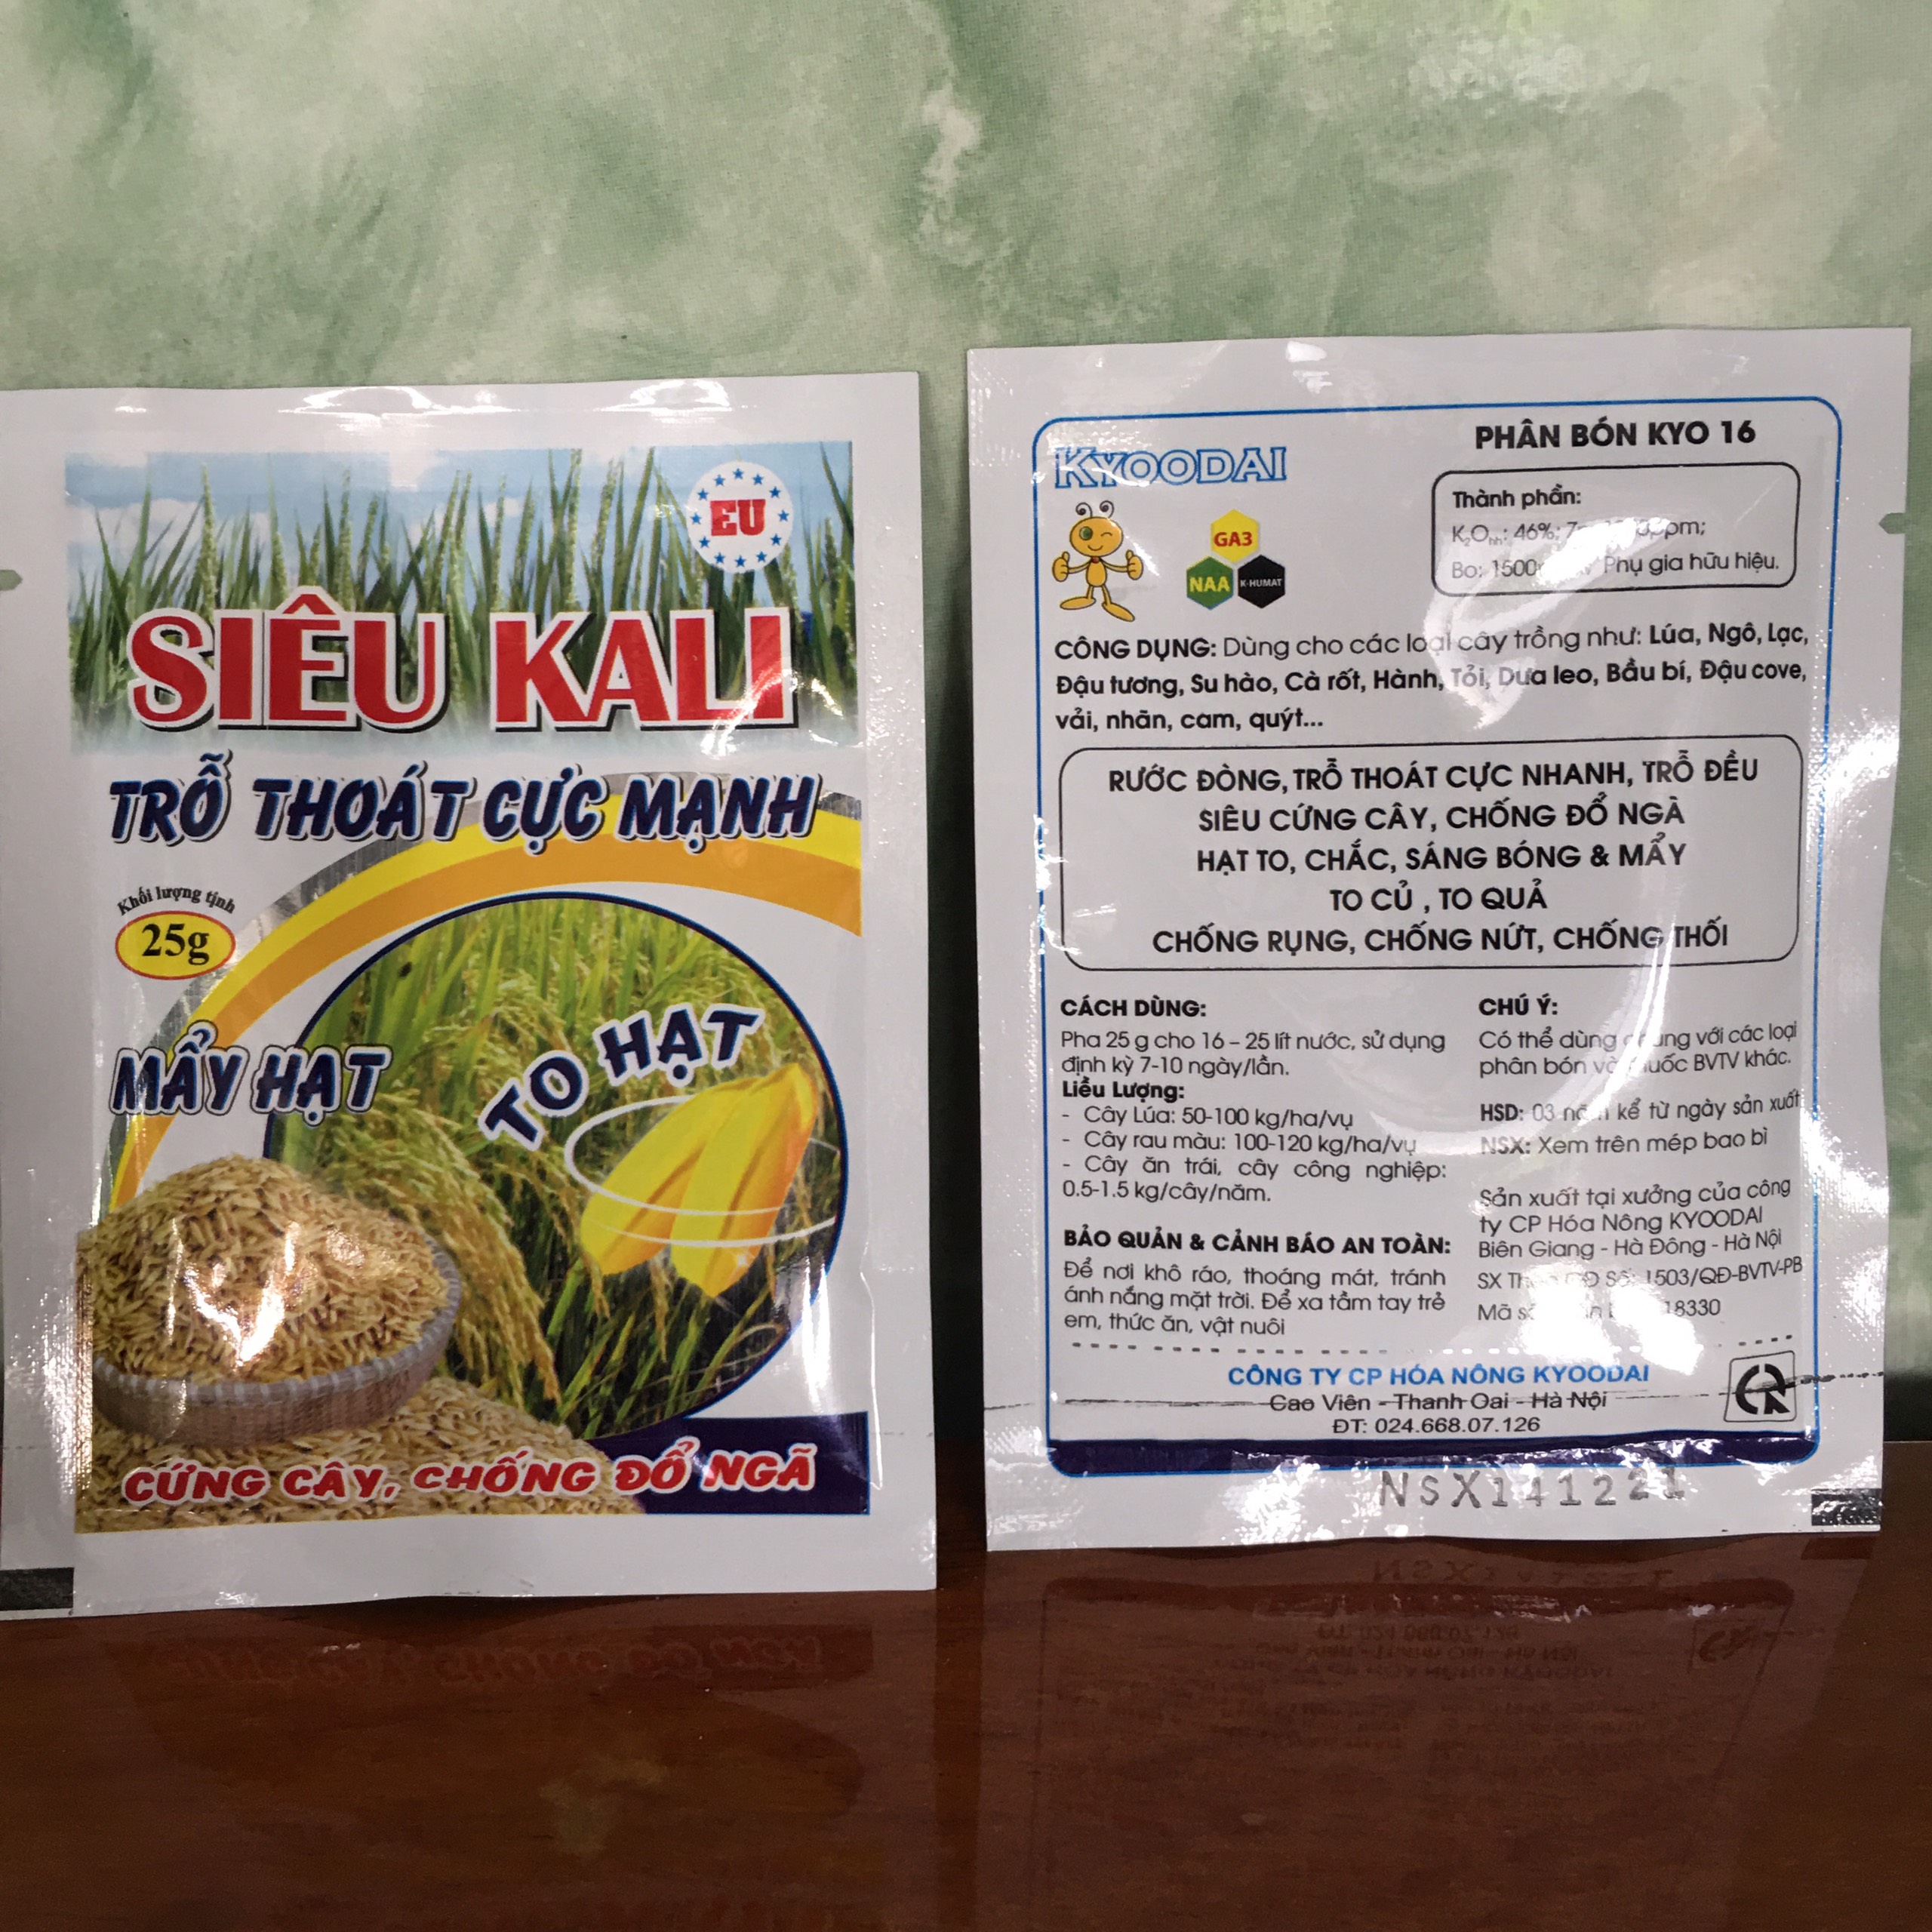 EU
SIÊU KALI
TRỖ THOÁT CỰC MẠNH
Khối lượng tịnh
25g
MẨY HẠT
TO HẠT
CỨNG CÂY, CHỐNG ĐỔ NGÃ
KYOODAI
PHÂN BÓN KYO 16
GA3
NAA
K-HUMAT
Thành phần:
K₂Ohh: 46%;
Bo: 1500 Phụ gia hữu hiệu.
CÔNG DỤNG: Dùng cho các loại cây trồng như: Lúa, Ngô, Lạc,
Đậu tương, Su hào, Cà rốt, Hành, Tỏi, Dưa leo, Bầu bí, Đậu cove,
vải, nhãn, cam, quýt...
RƯỚC ĐÒNG, TRỖ THOÁT CỰC NHANH, TRỖ ĐỀU
SIÊU CỨNG CÂY, CHỐNG ĐỔ NGÀ
HẠT TO, CHẮC, SÁNG BÓNG & MẨY
TO CỦ , TO QUẢ
CHỐNG RỤNG, CHỐNG NỨT, CHỐNG THỐI
CÁCH DÙNG:
Pha 25 g cho 16 – 25 lít nước, sử dụng
định kỳ 7-10 ngày/lần.
Liều Lượng:
- Cây Lúa: 50-100 kg/ha/vụ
- Cây rau màu: 100-120 kg/ha/vụ
- Cây ăn trái, cây công nghiệp:
0.5-1.5 kg/cây/năm.
BẢO QUẢN & CẢNH BÁO AN TOÀN:
Để nơi khô ráo, thoáng mát, tránh
ánh nắng mặt trời. Để xa tầm tay trẻ
em, thức ăn, vật nuôi
CHÚ Ý:
Có thể dùng chung với các loại
phân bón và thuốc BVTV khác.
HSD: 03 năm kể từ ngày sản xuất
NSX: Xem trên mép bao bì
Sản xuất tại xưởng của công
ty CP Hóa Nông KYOODAI
Biên Giang - Hà Đông - Hà Nội
SX QĐ Số: 1503/QĐ-BVTV-PB
Mã 18330
CÔNG TY CP HÓA NÔNG KYOODAI
Cao Viên - Thanh Oai - Hà Nội
ĐT: 024.668.07.126
NSX141221